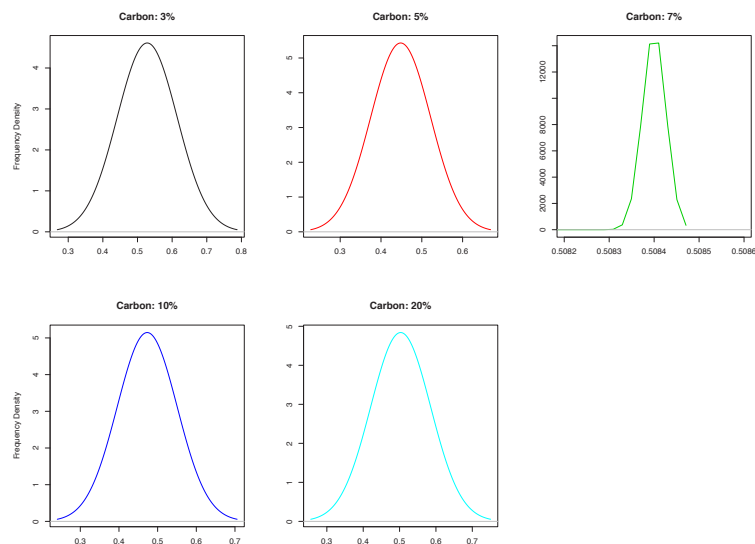 Carbon: 3%
Frequency Density
0 1 2 3 4
0.3 0.4 0.5 0.6 0.7 0.8
Carbon: 5%
0 1 2 3 4 5
0.3 0.4 0.5 0.6
Carbon: 7%
0 2000 4000 6000 8000 12000
0.5082 0.5083 0.5084 0.5085 0.5086
Carbon: 10%
Frequency Density
0 1 2 3 4 5
0.3 0.4 0.5 0.6 0.7
Carbon: 20%
0 1 2 3 4 5
0.3 0.4 0.5 0.6 0.7